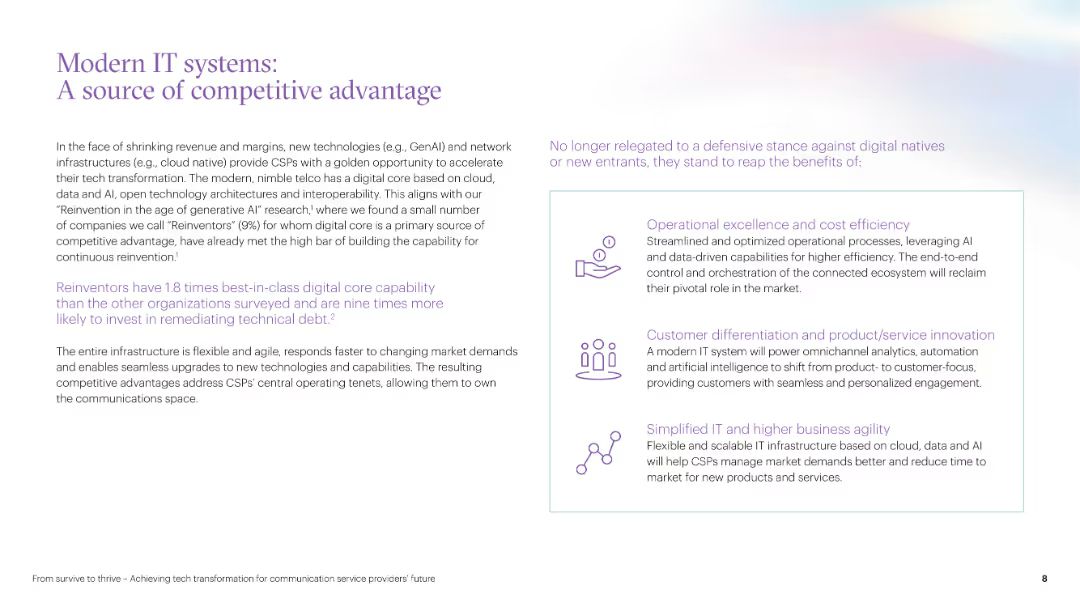 Modern IT systems:
A source of competitive advantage
In the face of shrinking revenue and margins, new technologies (e.g., GenAI) and network
infrastructures (e.g., cloud native) provide CSPs with a golden opportunity to accelerate
their tech transformation. The modern, nimble telco has a digital core based on cloud,
data and AI, open technology architectures and interoperability. This aligns with our
“Reinvention in the age of generative AI” research,¹ where we found a small number
of companies we call “Reinventors” (9%) for whom digital core is a primary source of
competitive advantage, have already met the high bar of building the capability for
continuous reinvention.¹
Reinventors have 1.8 times best-in-class digital core capability
than the other organizations surveyed and are nine times more
likely to invest in remediating technical debt.²
The entire infrastructure is flexible and agile, responds faster to changing market demands
and enables seamless upgrades to new technologies and capabilities. The resulting
competitive advantages address CSPs’ central operating tenets, allowing them to own
the communications space.
No longer relegated to a defensive stance against digital natives
or new entrants, they stand to reap the benefits of:
Operational excellence and cost efficiency
Streamlined and optimized operational processes, leveraging AI
and data-driven capabilities for higher efficiency. The end-to-end
control and orchestration of the connected ecosystem will reclaim
their pivotal role in the market.
Customer differentiation and product/service innovation
A modern IT system will power omnichannel analytics, automation
and artificial intelligence to shift from product- to customer-focus,
providing customers with seamless and personalized engagement.
Simplified IT and higher business agility
Flexible and scalable IT infrastructure based on cloud, data and AI
will help CSPs manage market demands better and reduce time to
market for new products and services.
From survive to thrive – Achieving tech transformation for communication service providers’ future
8